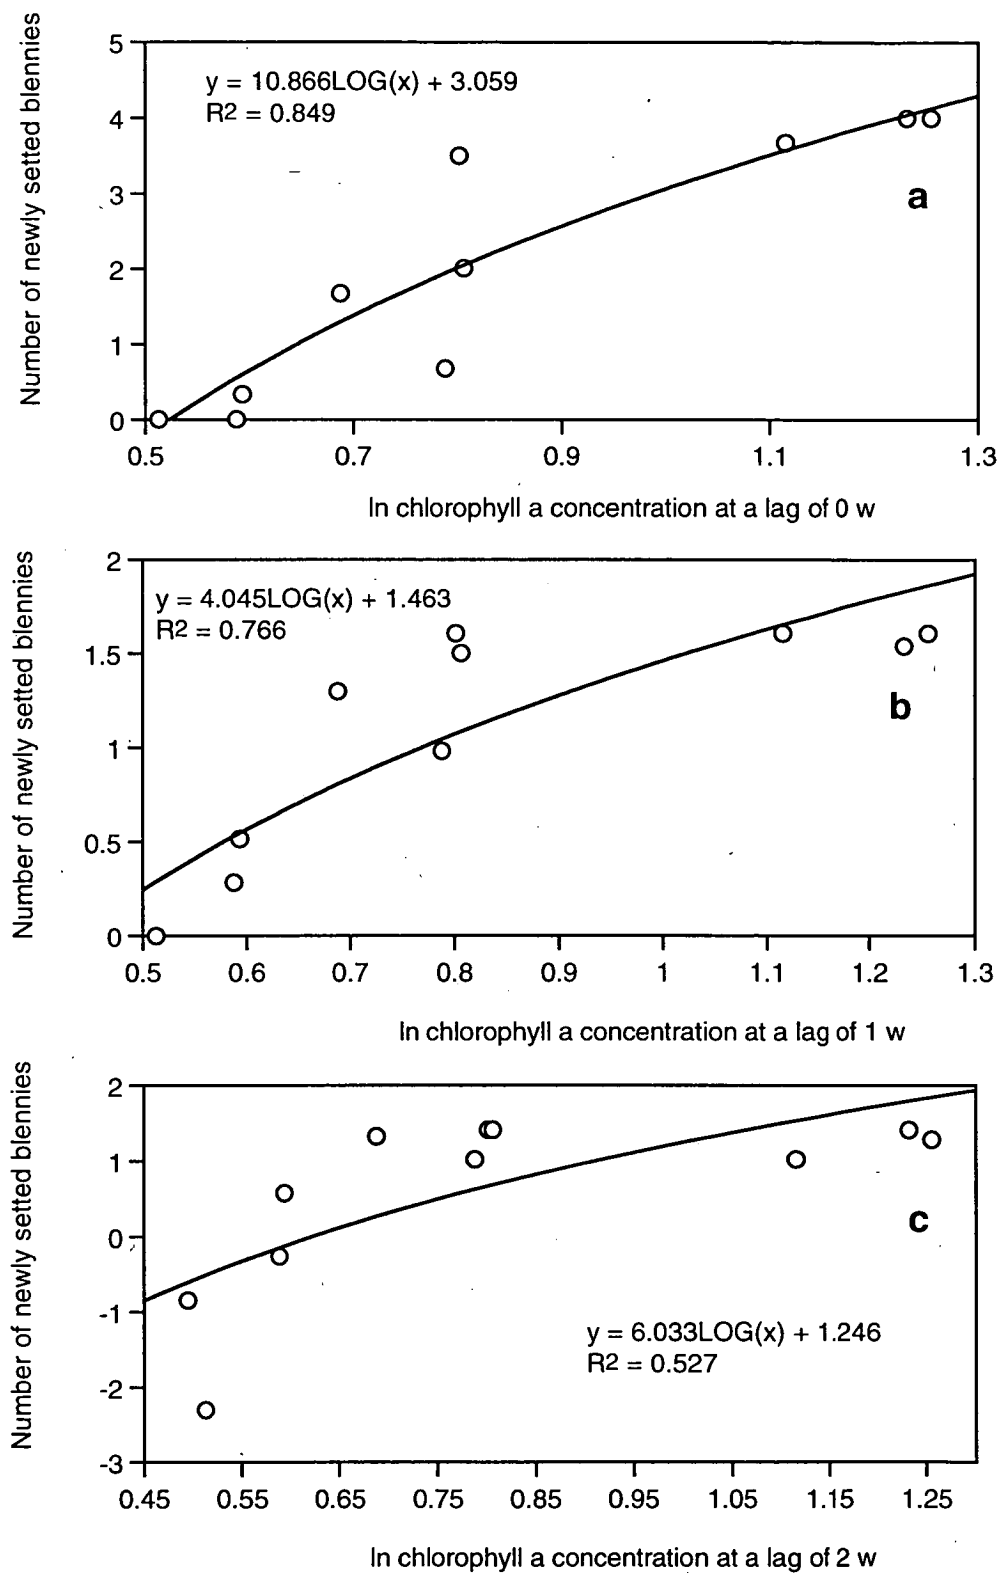 Number of newly setted blennies
5
4
3
2
1
0
y = 10.866LOG(x) + 3.059
R2 = 0.849
a
0.5 0.7 0.9 1.1 1.3
ln chlorophyll a concentration at a lag of 0 w
Number of newly setted blennies
2
1.5
1
0.5
0
y = 4.045LOG(x) + 1.463
R2 = 0.766
b
0.5 0.6 0.7 0.8 0.9 1 1.1 1.2 1.3
ln chlorophyll a concentration at a lag of 1 w
Number of newly setted blennies
2
1
0
-1
-2
-3
c
y = 6.033LOG(x) + 1.246
R2 = 0.527
0.45 0.55 0.65 0.75 0.85 0.95 1.05 1.15 1.25
ln chlorophyll a concentration at a lag of 2 w